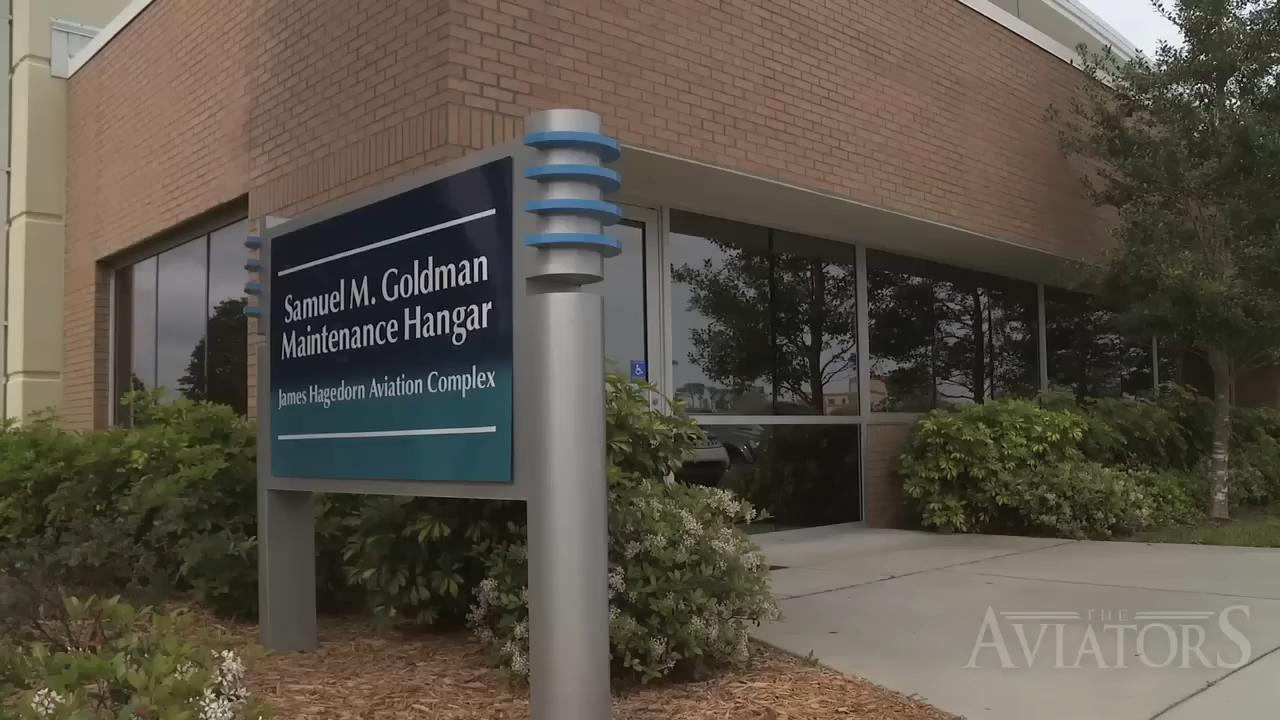 Samuel M. Goldman
Maintenance Hangar
James Hagedorn Aviation Complex
THE
AVIATORS